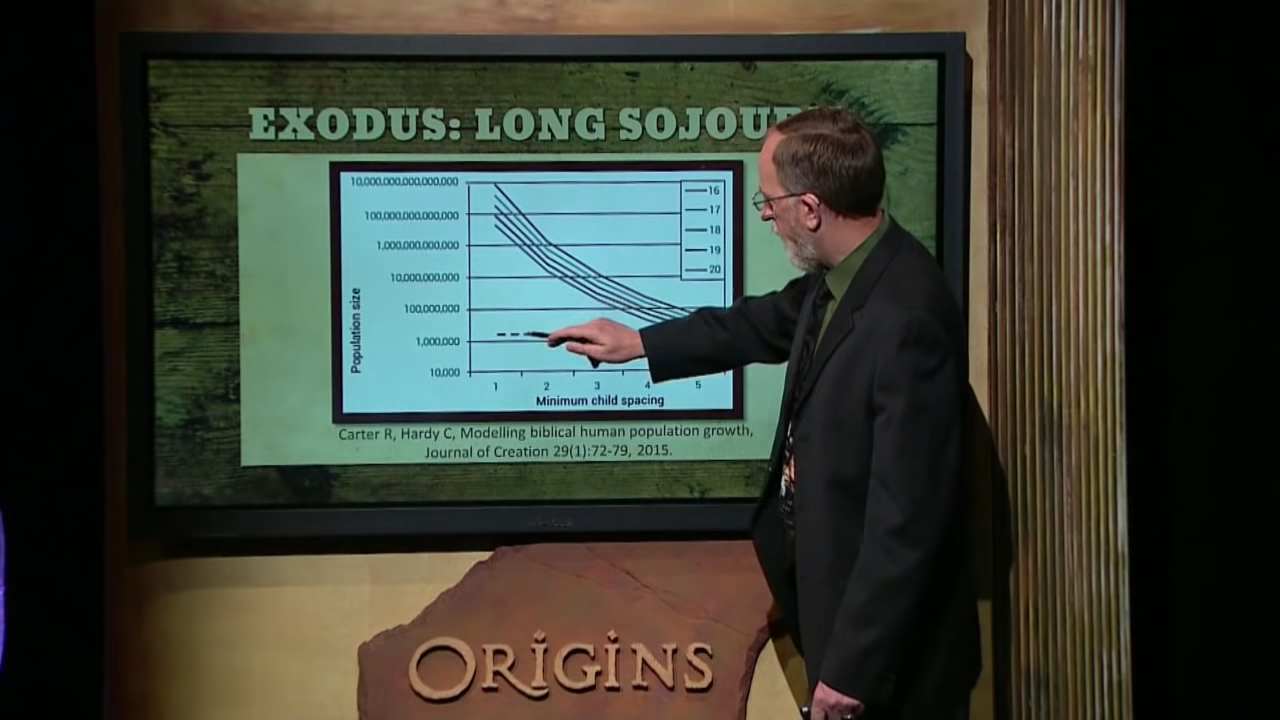 EXODUS: LONG SOJOUR
10,000,000,000,000,000
100,000,000,000,000
1,000,000,000,000
10,000,000,000
100,000,000
1,000,000
10,000
Population size
16
17
18
19
20
1 2 3 4 5
Minimum child spacing
Carter R, Hardy C, Modelling biblical human population growth,
Journal of Creation 29(1):72-79, 2015.
ORIGINS